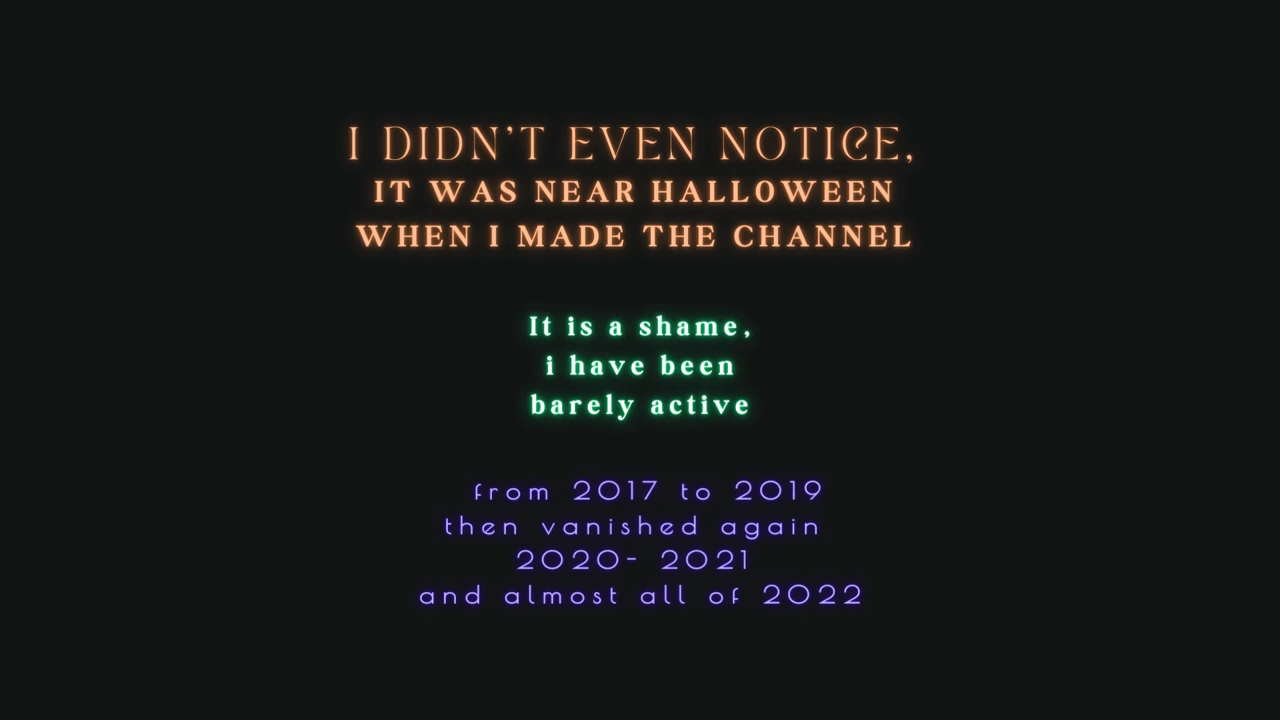 I DIDN'T EVEN NOTICE,
IT WAS NEAR HALLOWEEN
WHEN I MADE THE CHANNEL
It is a shame,
i have been
barely active
from 2017 to 2019
then vanished again
2020- 2021
and almost all of 2022